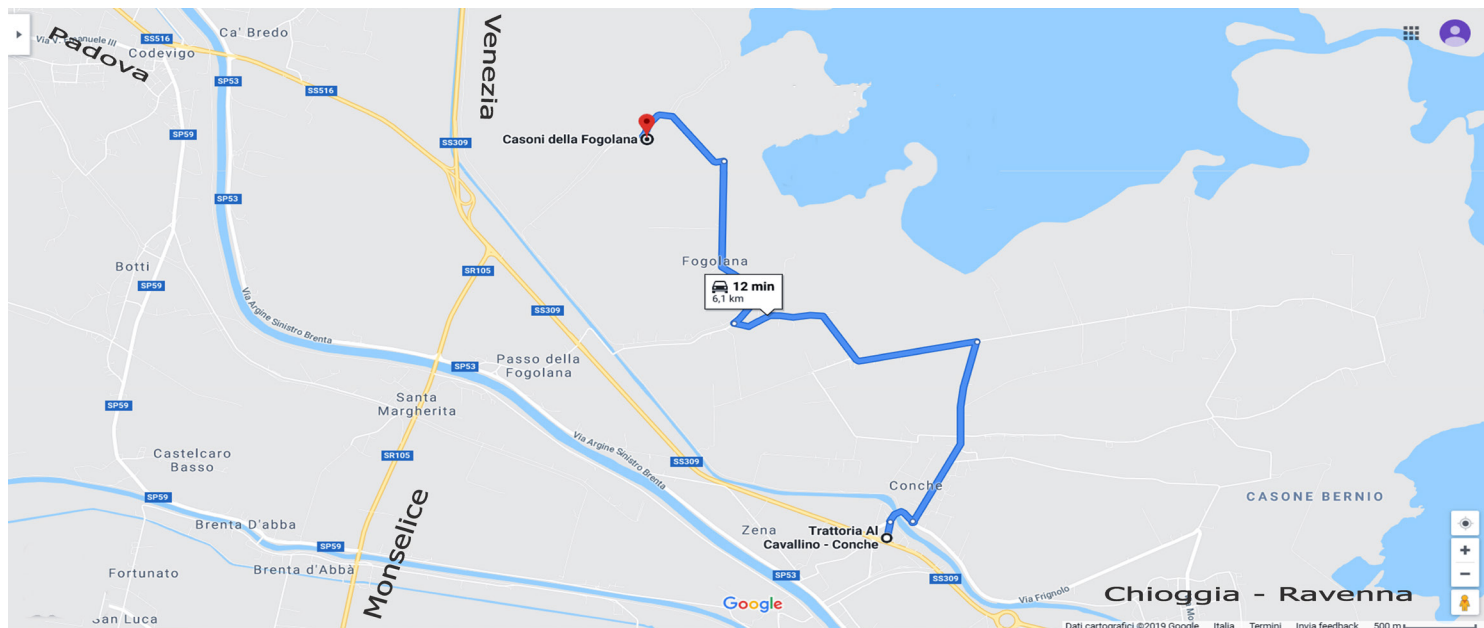 Via V. Emanuele III
Padova
SS516
Codevigo
Ca' Bredo
SP53
SS516
Venezia
SP59
SS309
Casoni della Fogolana
SP53
Botti
SP59
SR105
Fogolana
12 min
6,1 km
SS309
Via Argine Sinistro Brenta
SP53
Passo della
Fogolana
Santa
Margherita
SP59
Via Argine Sinistro Brenta
Castelcaro
Basso
SR105
SS309
Conche
CASONE BERNIO
SP59
Monselice
Brenta D'abba
Zena
Trattoria Al
Cavallino - Conche
SP59
Fortunato
Brenta d'Abbà
SP53
SS309
Via Frignolo
Chioggia - Ravenna
Google
San Luca
Dati cartografici ©2019 Google
Italia
Termini
Invia feedback
500 m